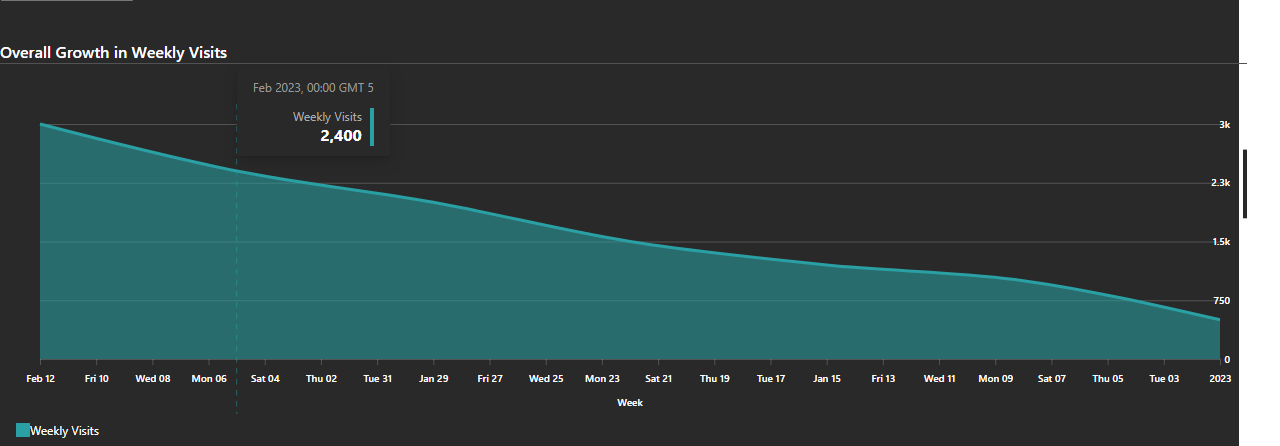 Overall Growth in Weekly Visits
Feb 2023, 00:00 GMT 5
Weekly Visits
2,400
3k
2.3k
1.5k
750
0
Feb 12 Fri 10 Wed 08 Mon 06 Sat 04 Thu 02 Tue 31 Jan 29 Fri 27 Wed 25 Mon 23 Sat 21 Thu 19 Tue 17 Jan 15 Fri 13 Wed 11 Mon 09 Sat 07 Thu 05 Tue 03 2023
Week
Weekly Visits